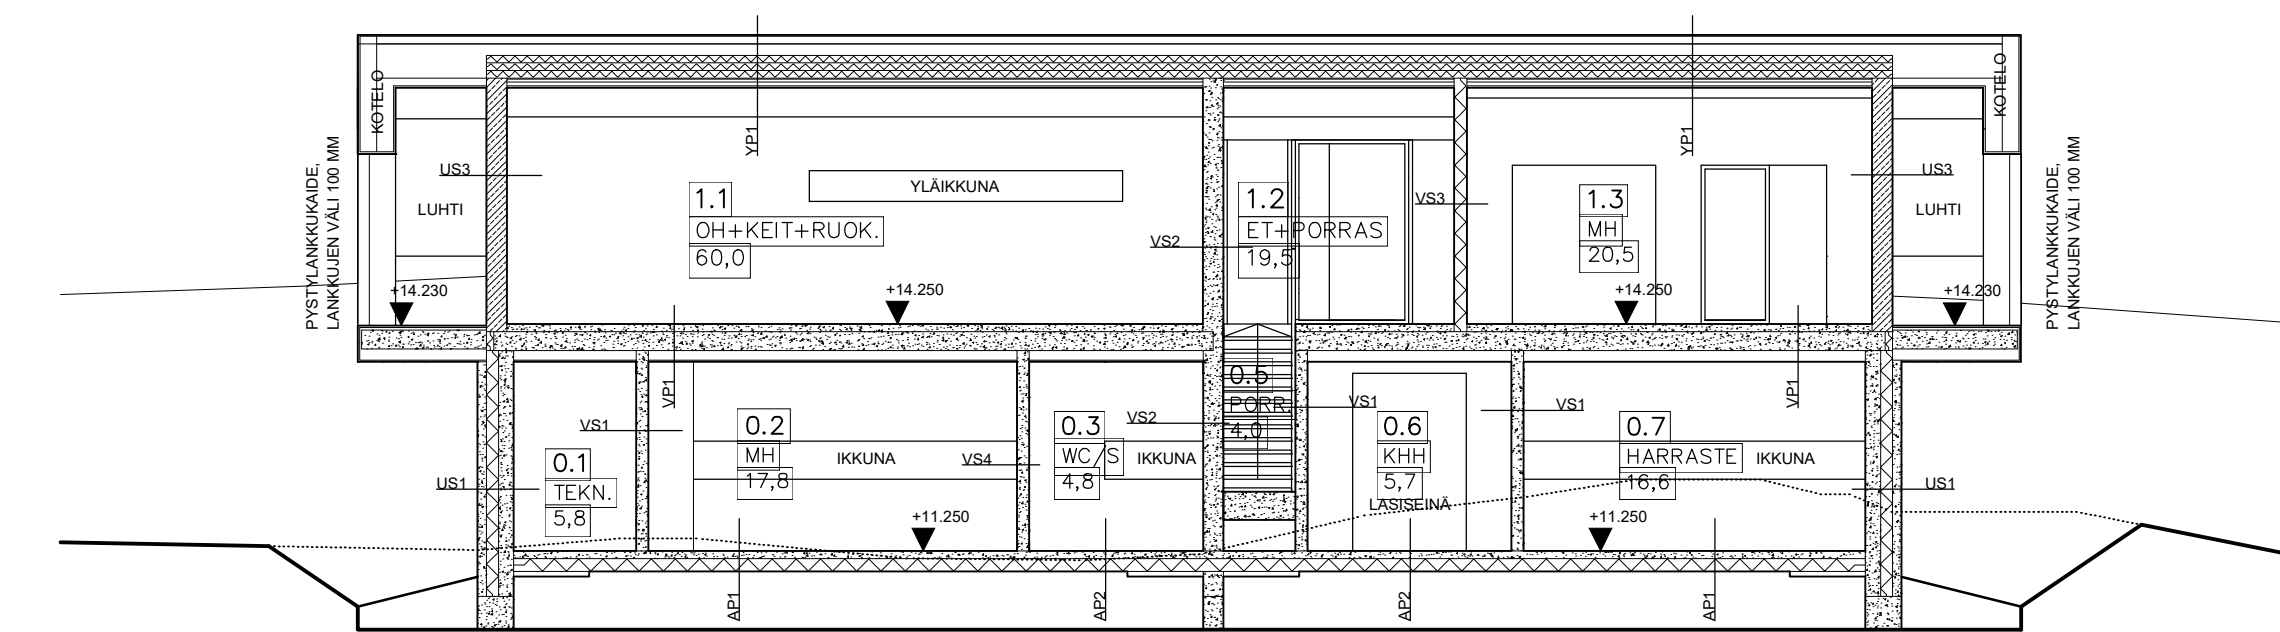 KOTELO
KOTELO
PYSTYLANKKUKAIDE,
LANKKUJEN VÄLI 100 MM
PYSTYLANKKUKAIDE,
LANKKUJEN VÄLI 100 MM
YP1
YP1
US3
LUHTI
1.1
OH+KEIT+RUOK.
60,0
YLÄIKKUNA
VS2
1.2
ET+PORRAS
19,5
VS3
1.3
MH
20,5
US3
LUHTI
+14.230
+14.250
+14.250
+14.230
VP1
VP1
US1
0.1
TEKN.
5,8
VS1
0.2
MH
17,8
IKKUNA
VS4
0.3
WC/S
4,8
IKKUNA
VS2
0.5
PORR.
4,0
VS1
0.6
KHH
5,7
LASISEINÄ
VS1
0.7
HARRASTE
16,6
IKKUNA
US1
+11.250
+11.250
AP1
AP2
AP2
AP1